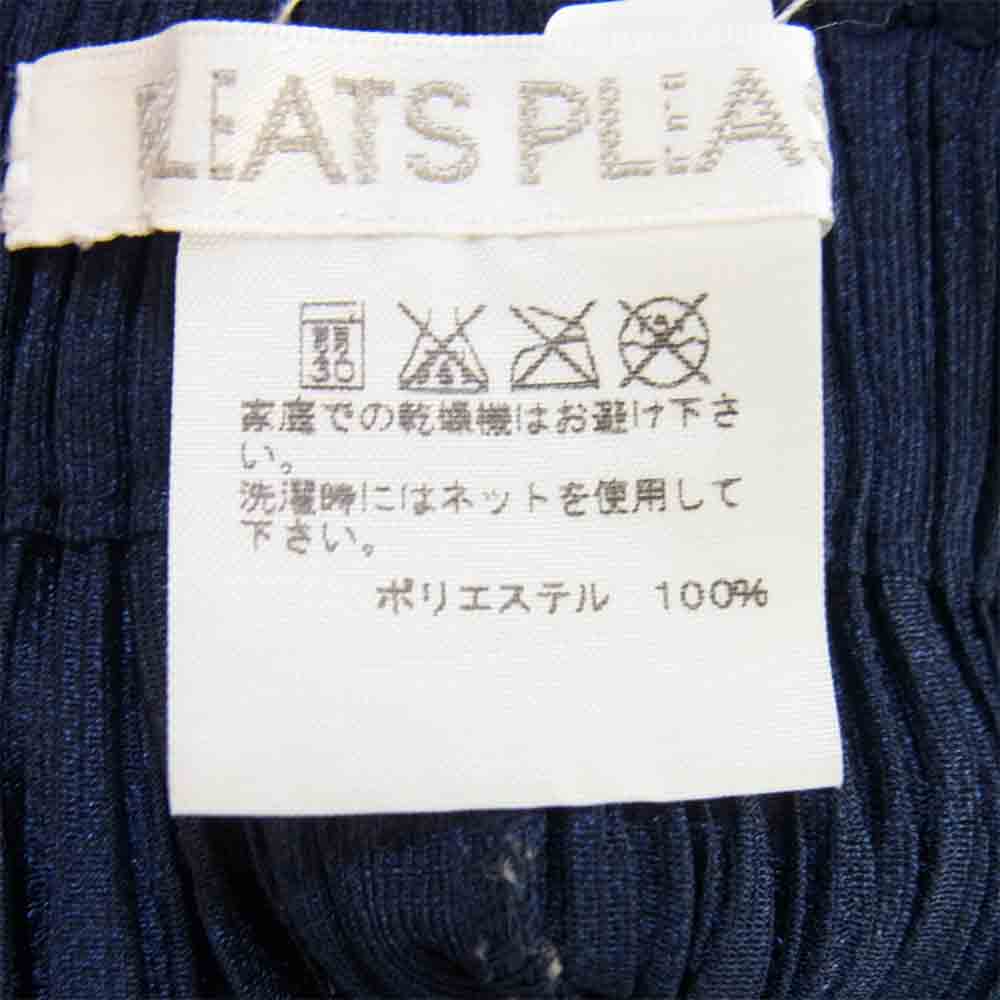 LEATS PLEA
弱
30
家庭での乾燥機はお避け下さ
い。
洗濯時にはネットを使用して
下さい。
ポリエステル 100%